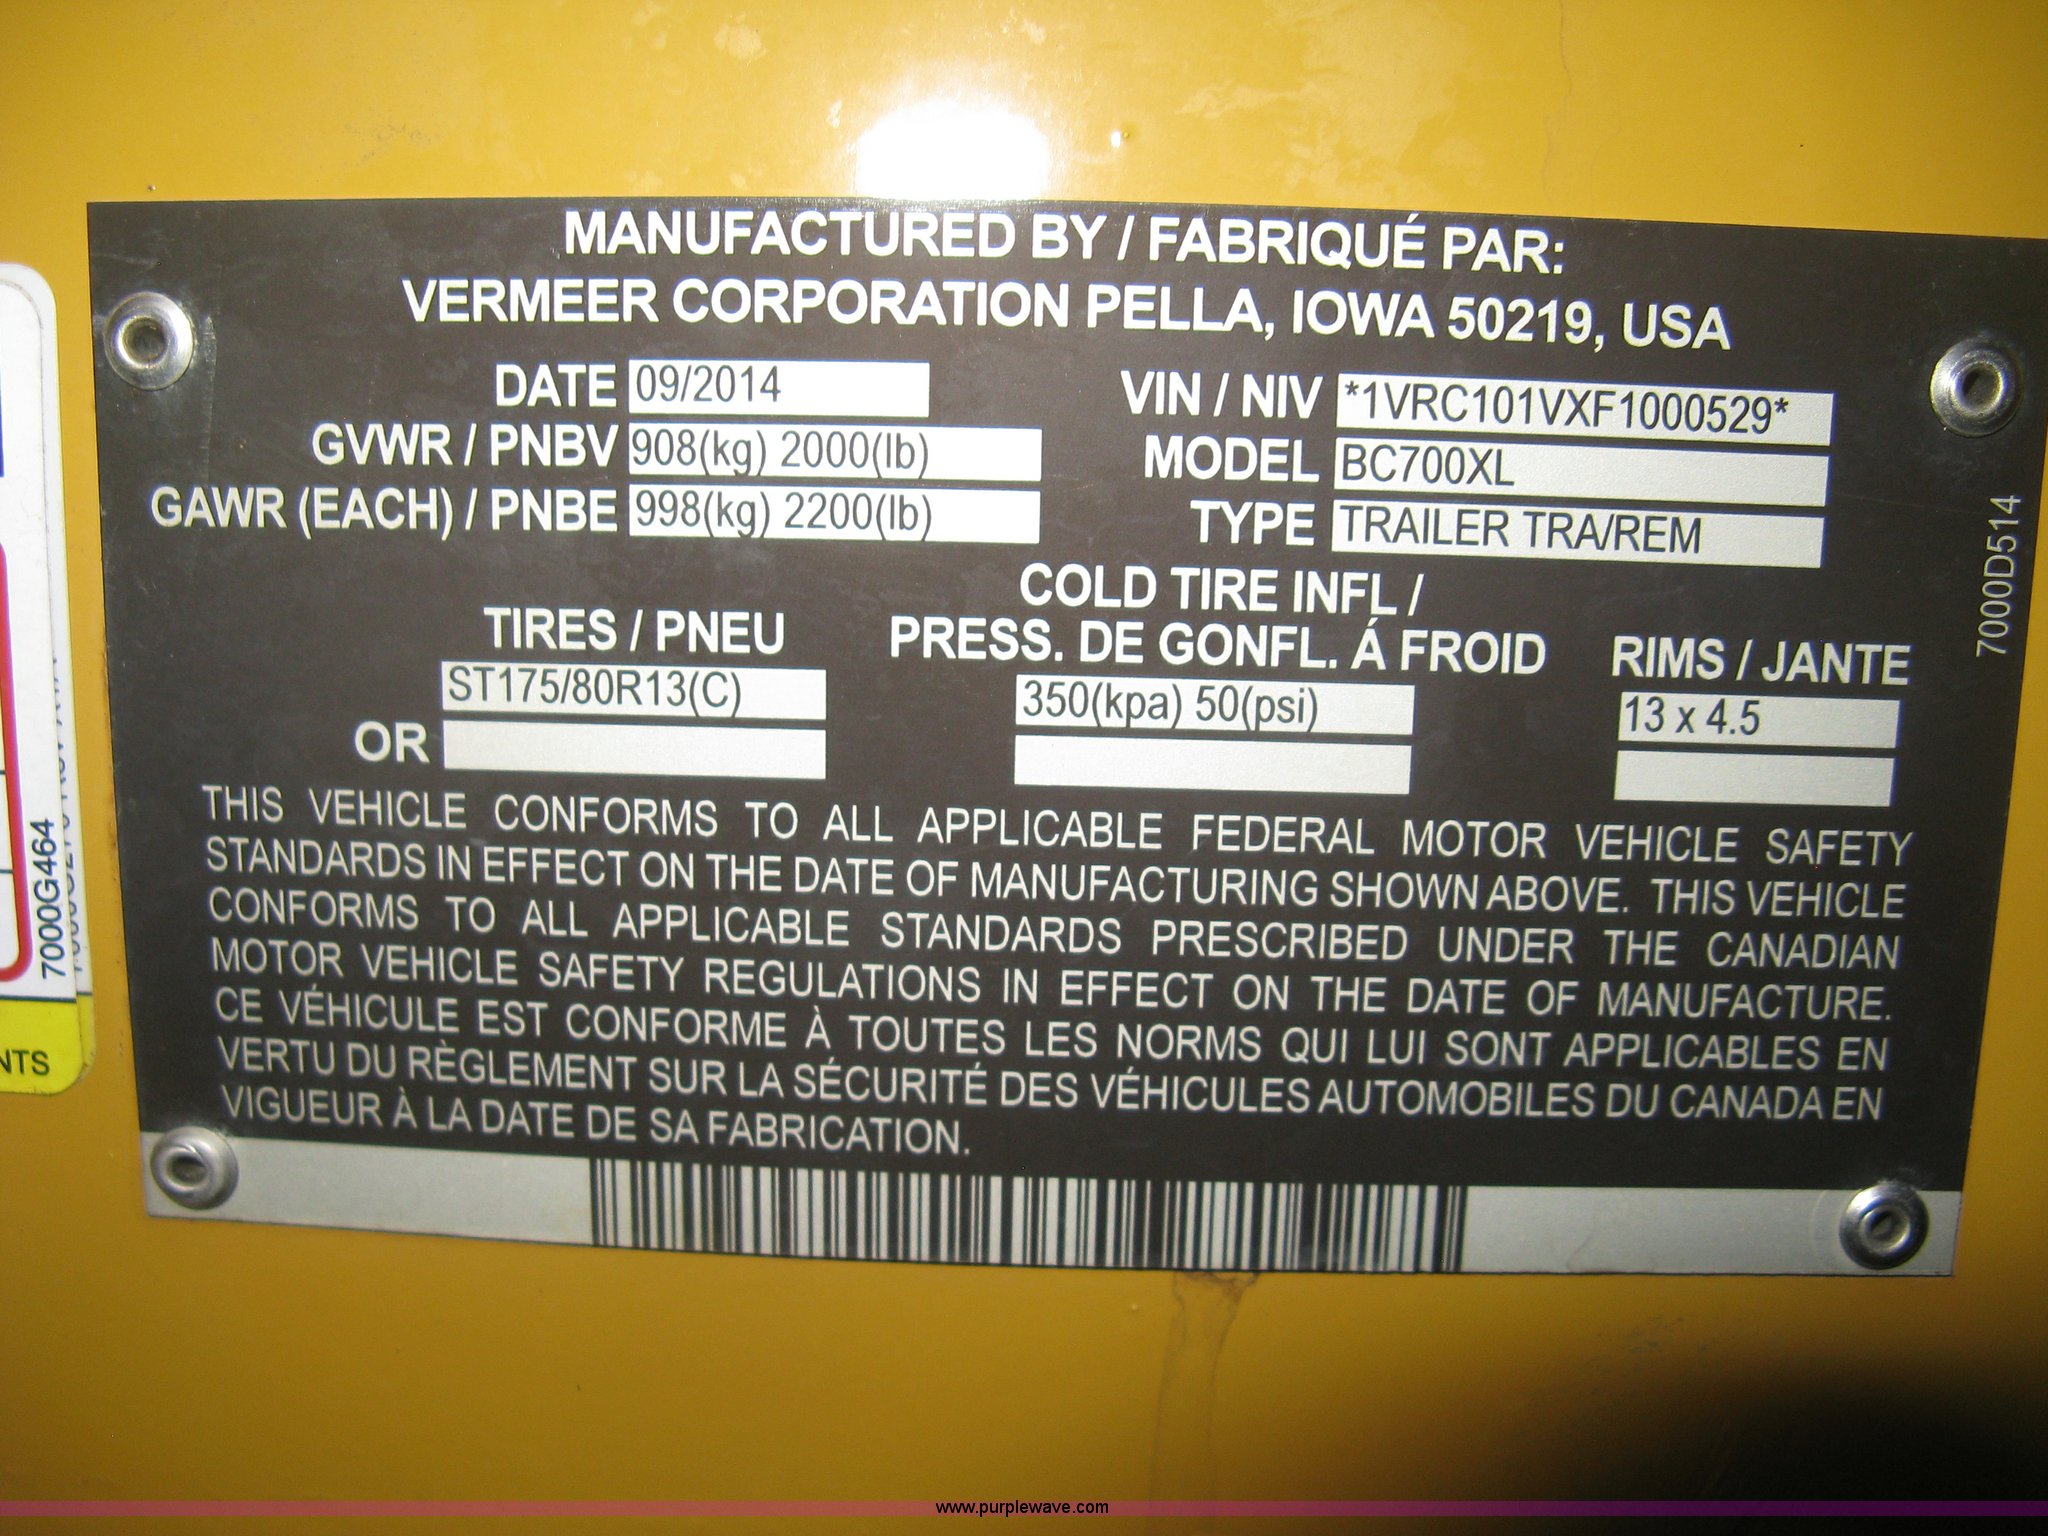 MANUFACTURED BY / FABRIQUÉ PAR:
VERMEER CORPORATION PELLA, IOWA 50219, USA
DATE 09/2014
VIN / NIV *1VRC101VXF1000529*
GVWR / PNBV 908(kg) 2000(lb)
MODEL BC700XL
GAWR (EACH) / PNBE 998(kg) 2200(lb)
TYPE TRAILER TRA/REM
7000D514
TIRES / PNEU
COLD TIRE INFL /
PRESS. DE GONFL. Á FROID
RIMS / JANTE
ST175/80R13(C)
350(kpa) 50(psi)
13 x 4.5
OR
THIS VEHICLE CONFORMS TO ALL APPLICABLE FEDERAL MOTOR VEHICLE SAFETY
STANDARDS IN EFFECT ON THE DATE OF MANUFACTURING SHOWN ABOVE. THIS VEHICLE
CONFORMS TO ALL APPLICABLE STANDARDS PRESCRIBED UNDER THE CANADIAN
MOTOR VEHICLE SAFETY REGULATIONS IN EFFECT ON THE DATE OF MANUFACTURE.
CE VÉHICULE EST CONFORME À TOUTES LES NORMS QUI LUI SONT APPLICABLES EN
VERTU DU RÈGLEMENT SUR LA SÉCURITÉ DES VÉHICULES AUTOMOBILES DU CANADA EN
VIGUEUR À LA DATE DE SA FABRICATION.
7000G464
NTS
www.purplewave.com